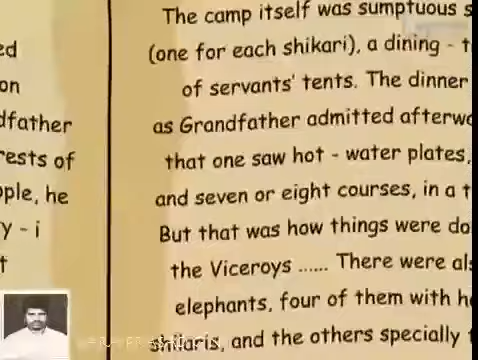 ed
on
dfather
rests of
ople, he
y - i
t
The camp itself was sumptuous s
(one for each shikari), a dining - t
of servants' tents. The dinner
as Grandfather admitted afterwa
that one saw hot - water plates,
and seven or eight courses, in a t
But that was how things were do
the Viceroys ...... There were als
elephants, four of them with h
shikaris, and the others specially